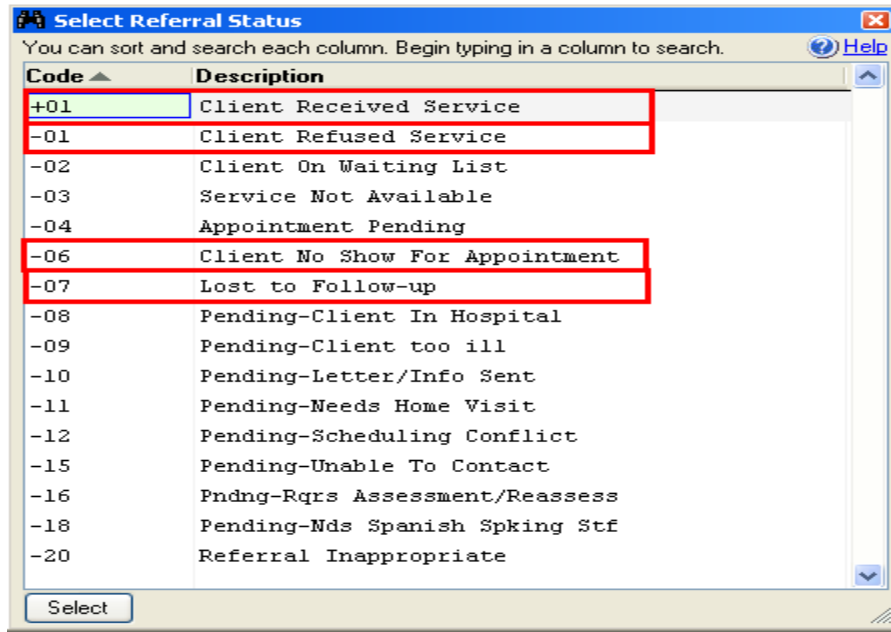 Select Referral Status
You can sort and search each column. Begin typing in a column to search. Help
Code Description
+01 Client Received Service
-01 Client Refused Service
-02 Client On Waiting List
-03 Service Not Available
-04 Appointment Pending
-06 Client No Show For Appointment
-07 Lost to Follow-up
-08 Pending-Client In Hospital
-09 Pending-Client too ill
-10 Pending-Letter/Info Sent
-11 Pending-Needs Home Visit
-12 Pending-Scheduling Conflict
-15 Pending-Unable To Contact
-16 Pndng-Rqrs Assessment/Reassess
-18 Pending-Nds Spanish Spking Stf
-20 Referral Inappropriate
Select